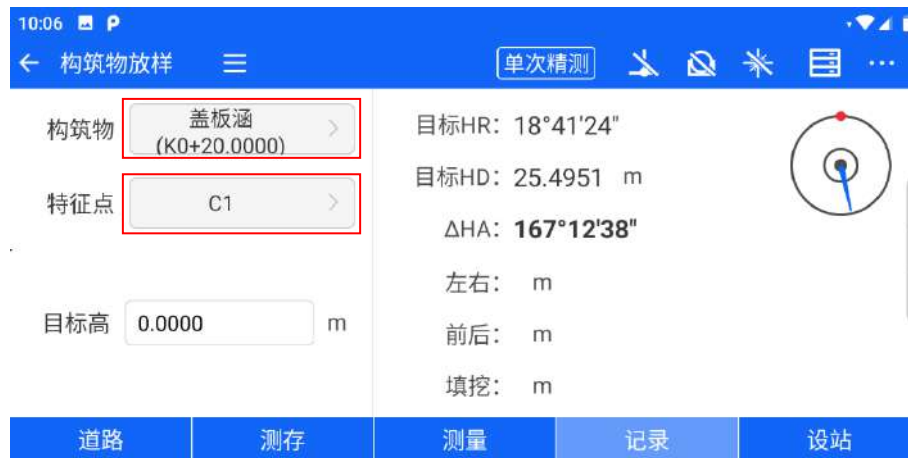 10:06
构筑物放样
单次精测
构筑物
盖板涵
(K0+20.0000)
特征点
C1
目标高
0.0000
m
目标HR: 18°41'24"
目标HD: 25.4951 m
ΔHA: 167°12'38"
左右: m
前后: m
填挖: m
道路
测存
测量
记录
设站